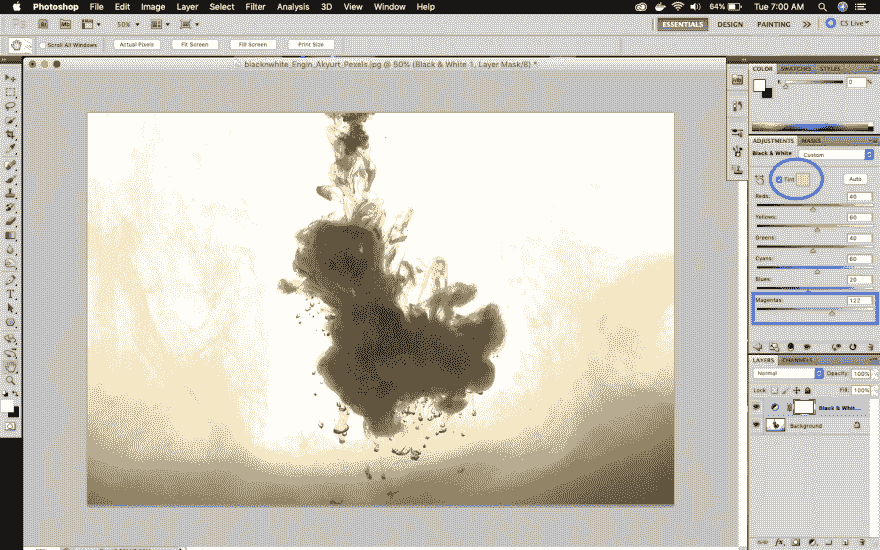 Photoshop File Edit Image Layer Select Filter Analysis 3D View Window Help 64% Tue 7:00 AM
Ps Br Mb 50% ESSENTIALS DESIGN PAINTING >> CS Live
Scroll All Windows Actual Pixels Fit Screen Fill Screen Print Size
blacknwhite_Engin_Akyurt_Pexels.jpg @ 50% (Black & White 1, Layer Mask/8) *
COLOR SWATCHES STYLES
K 0 %
ADJUSTMENTS MASKS
Black & White Custom
Tint Auto
Reds: 40
Yellows: 60
Greens: 40
Cyans: 60
Blues: 20
Magentas: 122
LAYERS CHANNELS
Normal Opacity: 100%
Lock: Fill: 100%
Black & Whit...
Background